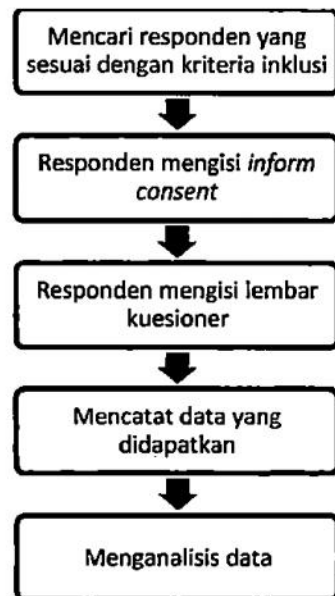 Mencari responden yang
sesuai dengan kriteria inklusi
Responden mengisi inform
consent
Responden mengisi lembar
kuesioner
Mencatat data yang
didapatkan
Menganalisis data